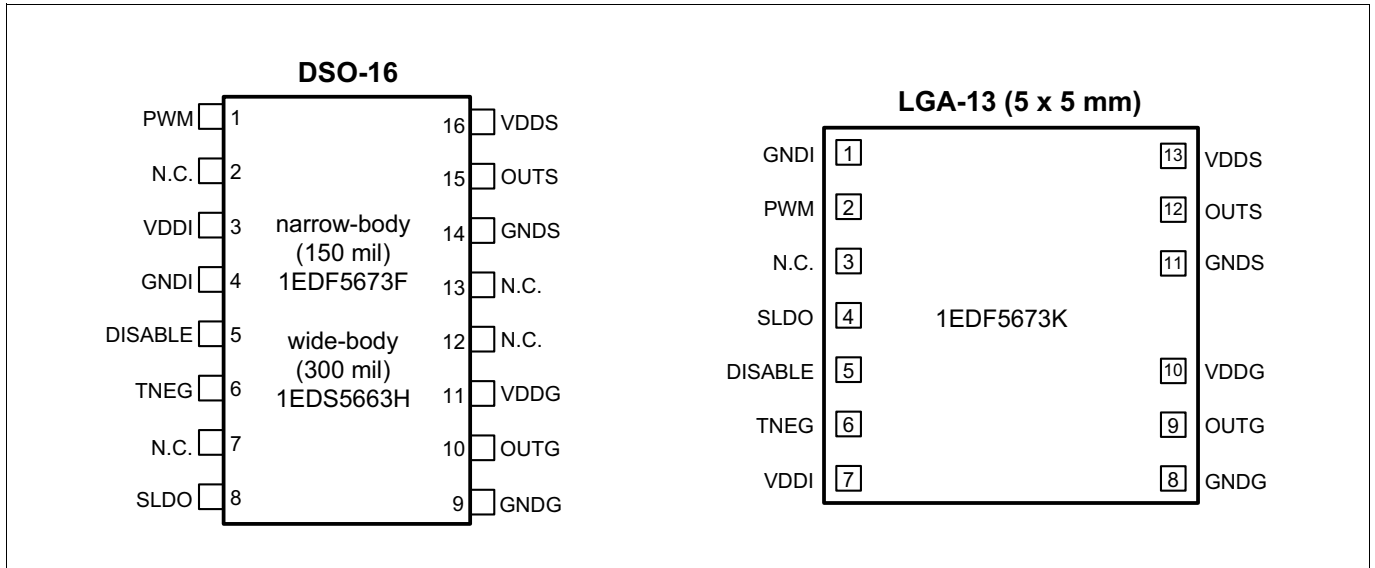 DSO-16
PWM 1
N.C. 2
VDDI 3
GNDI 4
DISABLE 5
TNEG 6
N.C. 7
SLDO 8
narrow-body
(150 mil)
1EDF5673F
wide-body
(300 mil)
1EDS5663H
16 VDDS
15 OUTS
14 GNDS
13 N.C.
12 N.C.
11 VDDG
10 OUTG
9 GNDG
LGA-13 (5 x 5 mm)
GNDI 1
PWM 2
N.C. 3
SLDO 4
DISABLE 5
TNEG 6
VDDI 7
1EDF5673K
13 VDDS
12 OUTS
11 GNDS
10 VDDG
9 OUTG
8 GNDG